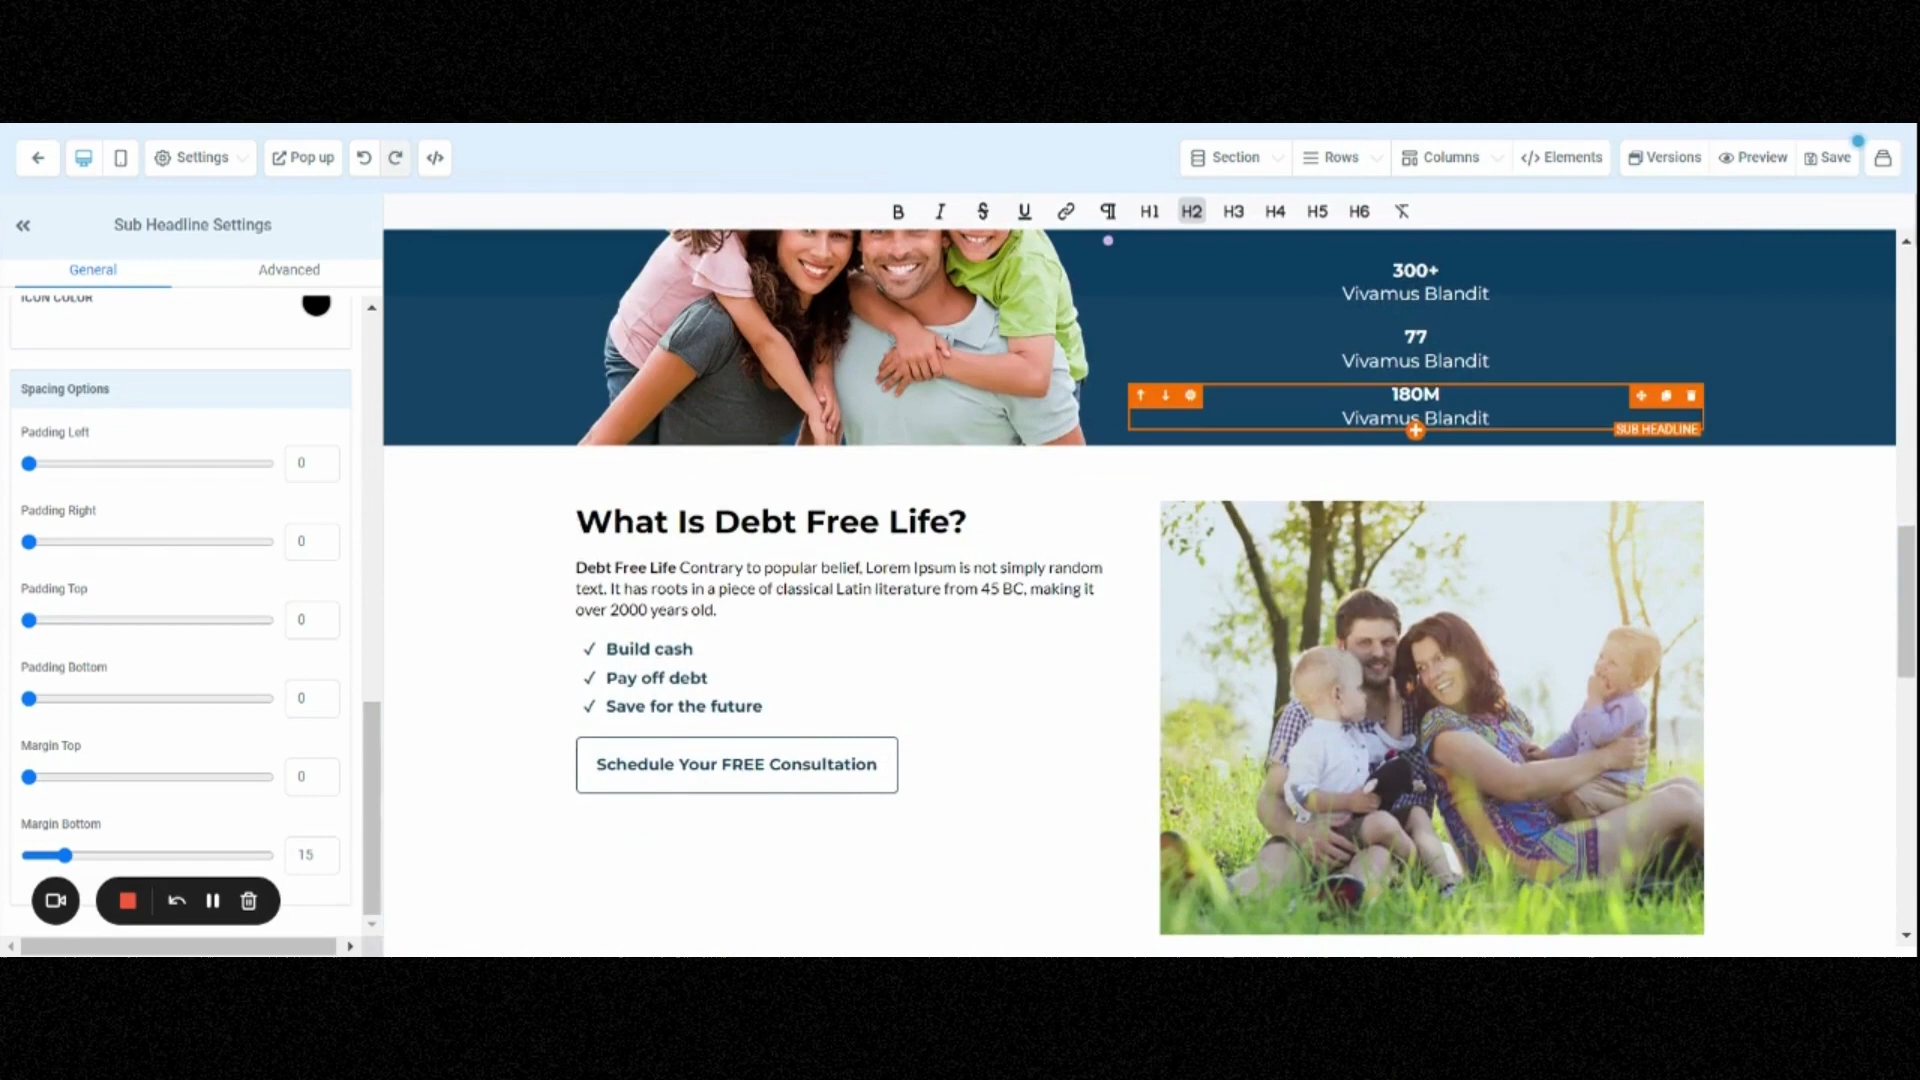 Settings
Pop up
</>
Section
Rows
Columns
</> Elements
Versions
Preview
Save
Sub Headline Settings
General
Advanced
B I S U H1 H2 H3 H4 H5 H6
ICON COLOR
Spacing Options
Padding Left
0
Padding Right
0
Padding Top
0
Padding Bottom
0
Margin Top
0
Margin Bottom
15
300+
Vivamus Blandit
77
Vivamus Blandit
180M
Vivamus Blandit
SUB HEADLINE
What Is Debt Free Life?
Debt Free Life Contrary to popular belief, Lorem Ipsum is not simply random
text. It has roots in a piece of classical Latin literature from 45 BC, making it
over 2000 years old.
✓ Build cash
✓ Pay off debt
✓ Save for the future
Schedule Your FREE Consultation